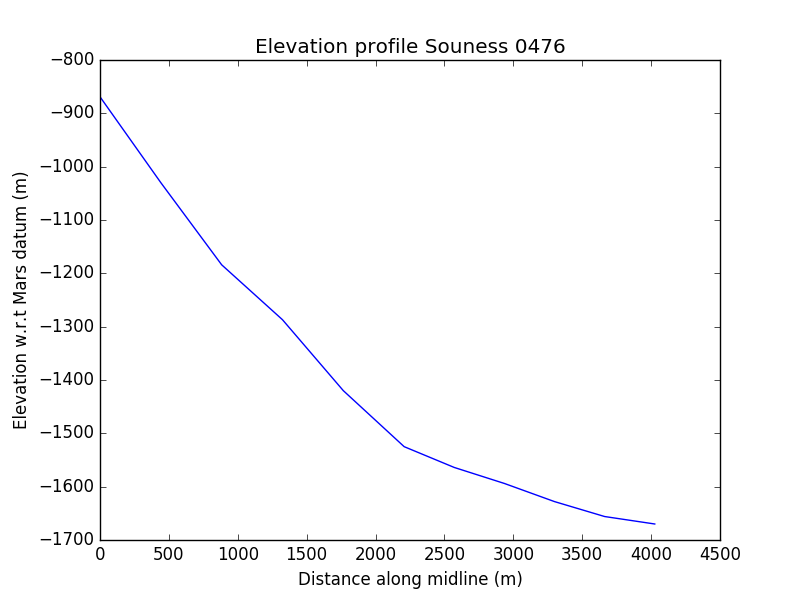 Elevation profile Souness 0476
−800
−900
−1000
−1100
−1200
−1300
−1400
−1500
−1600
−1700
Elevation w.r.t Mars datum (m)
0 500 1000 1500 2000 2500 3000 3500 4000 4500
Distance along midline (m)